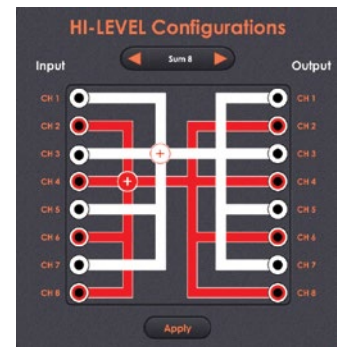 HI-LEVEL Configurations
Sum 8
Input Output
CH 1 CH 1
CH 2 CH 2
CH 3 CH 3
CH 4 CH 4
CH 5 CH 5
CH 6 CH 6
CH 7 CH 7
CH 8 CH 8
Apply